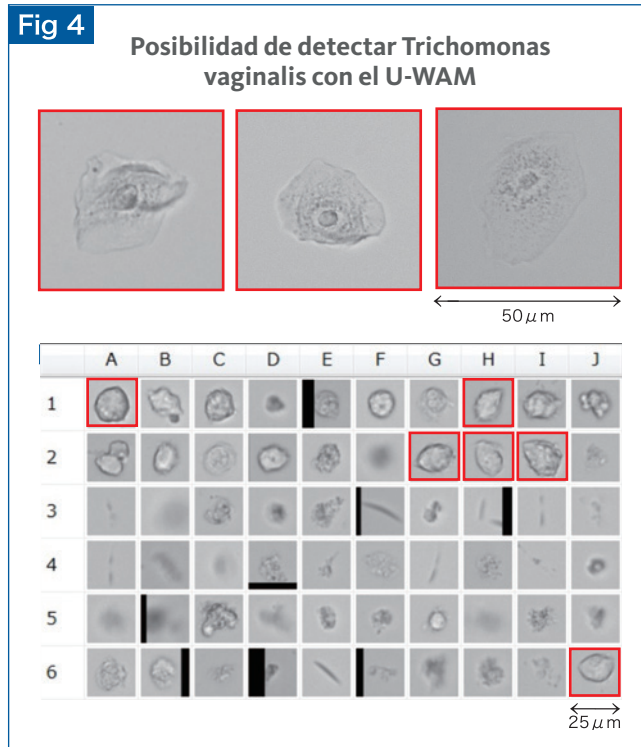 Fig 4
Posibilidad de detectar Trichomonas
vaginalis con el U-WAM
50 μm
A B C D E F G H I J
1
2
3
4
5
6
25 μm